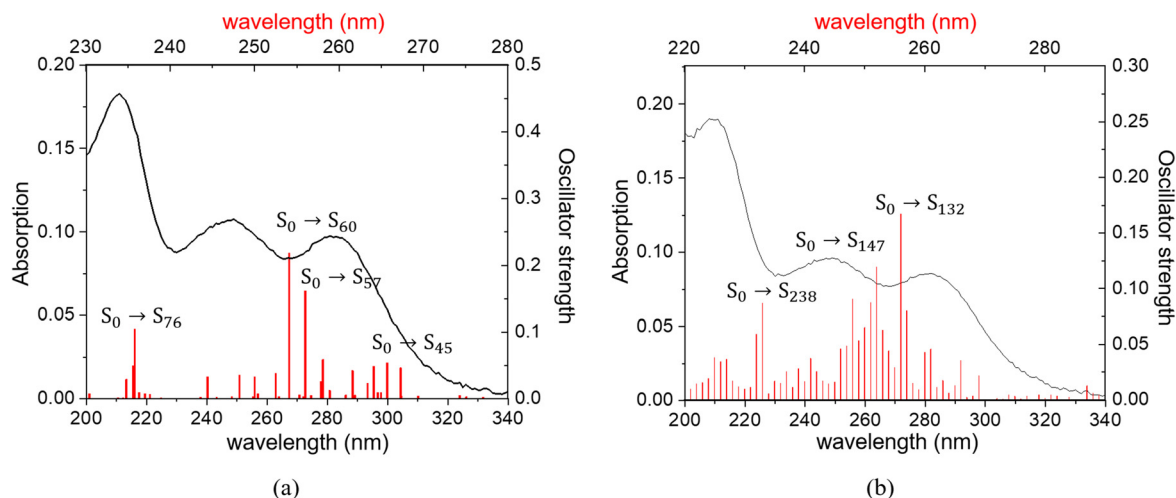 wavelength (nm)
230 240 250 260 270 280
0.20 0.15 0.10 0.05 0.00
Absorption
0.5 0.4 0.3 0.2 0.1 0.0
Oscillator strength
S₀ → S₆₀
S₀ → S₅₇
S₀ → S₇₆
S₀ → S₄₅
200 220 240 260 280 300 320 340
wavelength (nm)
(a)
wavelength (nm)
220 240 260 280
0.20 0.15 0.10 0.05 0.00
Absorption
0.30 0.25 0.20 0.15 0.10 0.05 0.00
Oscillator strength
S₀ → S₁₃₂
S₀ → S₁₄₇
S₀ → S₂₃₈
200 220 240 260 280 300 320 340
wavelength (nm)
(b)